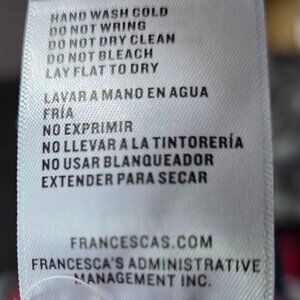 HAND WASH COLD
DO NOT WRING
DO NOT DRY CLEAN
DO NOT BLEACH
LAY FLAT TO DRY
LAVAR A MANO EN AGUA
FRÍA
NO EXPRIMIR
NO LLEVAR A LA TINTORERÍA
NO USAR BLANQUEADOR
EXTENDER PARA SECAR
FRANCESCAS.COM
FRANCESCA'S ADMINISTRATIVE
MANAGEMENT INC.